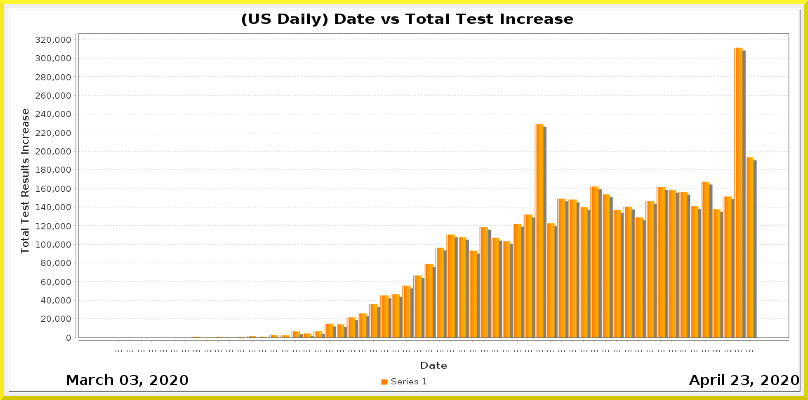 (US Daily) Date vs Total Test Increase
Total Test Results Increase
320,000
300,000
280,000
260,000
240,000
220,000
200,000
180,000
160,000
140,000
120,000
100,000
80,000
60,000
40,000
20,000
0
Date
March 03, 2020
Series 1
April 23, 2020